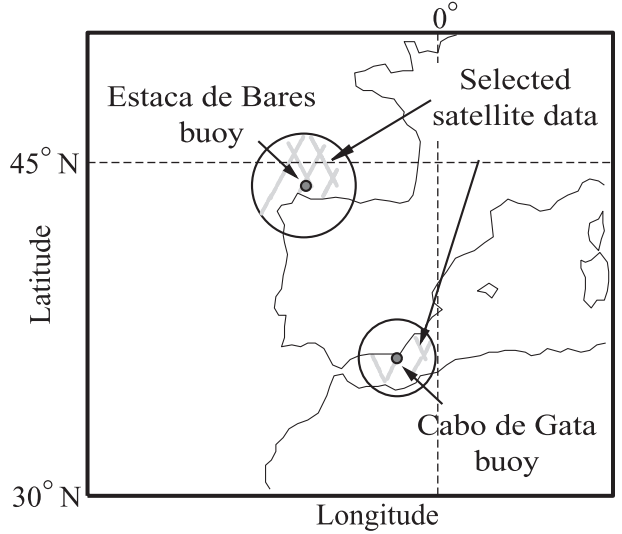 0°
Estaca de Bares
buoy
Selected
satellite data
45° N
Latitude
Cabo de Gata
buoy
30° N
Longitude